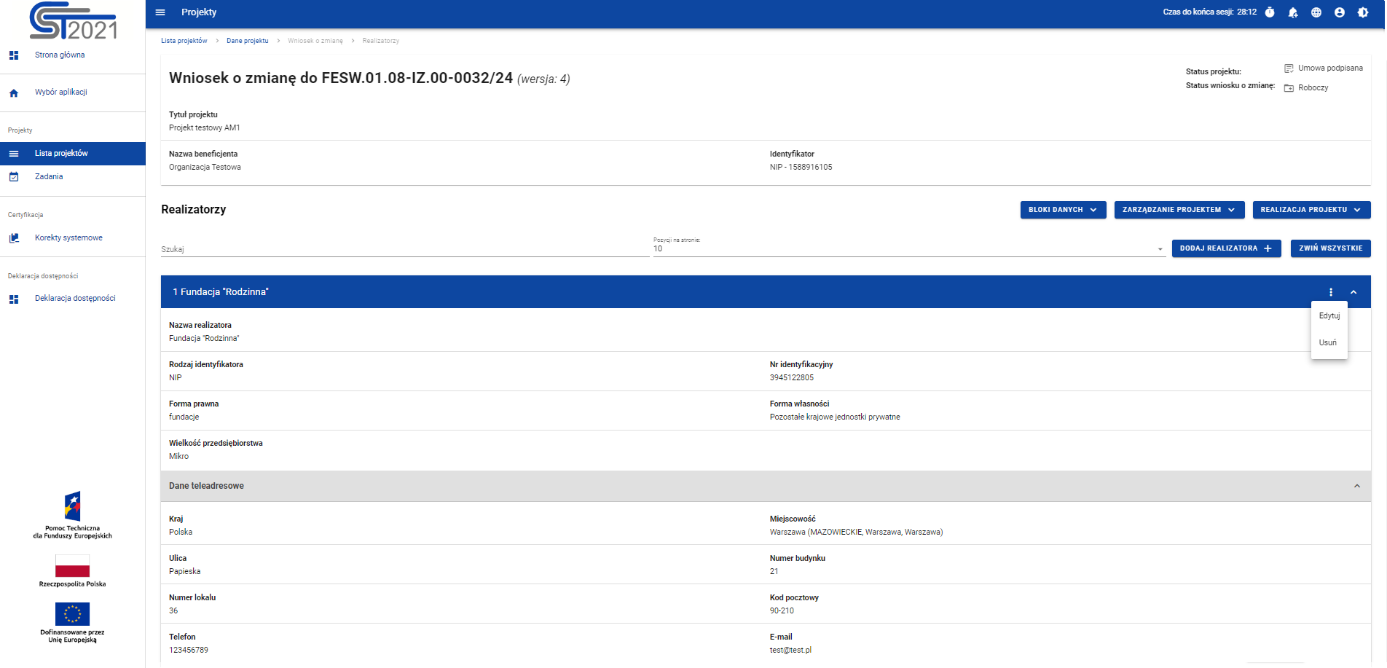 CST2021
Projekty
Czas do końca sesji: 28:12
Strona główna
Wybór aplikacji
Projekty
Lista projektów
Zadania
Certyfikacja
Korekty systemowe
Deklaracja dostępności
Deklaracja dostępności
Pomoc Techniczna
dla Funduszy Europejskich
Rzeczpospolita Polska
Dofinansowane przez
Unię Europejską
Lista projektów > Dane projektu > Wniosek o zmianę > Realizatorzy
Wniosek o zmianę do FESW.01.08-IZ.00-0032/24 (wersja: 4)
Status projektu: Umowa podpisana
Status wniosku o zmianę: Roboczy
Tytuł projektu
Projekt testowy AM1
Nazwa beneficjenta Identyfikator
Organizacja Testowa NIP - 1588916105
Realizatorzy BLOKI DANYCH ZARZĄDZANIE PROJEKTEM REALIZACJA PROJEKTU
Szukaj Pozycji na stronie: 10 DODAJ REALIZATORA + ZWIŃ WSZYSTKIE
1 Fundacja "Rodzinna"
Edytuj
Usuń
Nazwa realizatora
Fundacja "Rodzinna"
Rodzaj identyfikatora Nr identyfikacyjny
NIP 3945122805
Forma prawna Forma własności
fundacje Pozostałe krajowe jednostki prywatne
Wielkość przedsiębiorstwa
Mikro
Dane teleadresowe
Kraj Miejscowość
Polska Warszawa (MAZOWIECKIE, Warszawa, Warszawa)
Ulica Numer budynku
Papieska 21
Numer lokalu Kod pocztowy
36 90-210
Telefon E-mail
123456789 test@test.pl